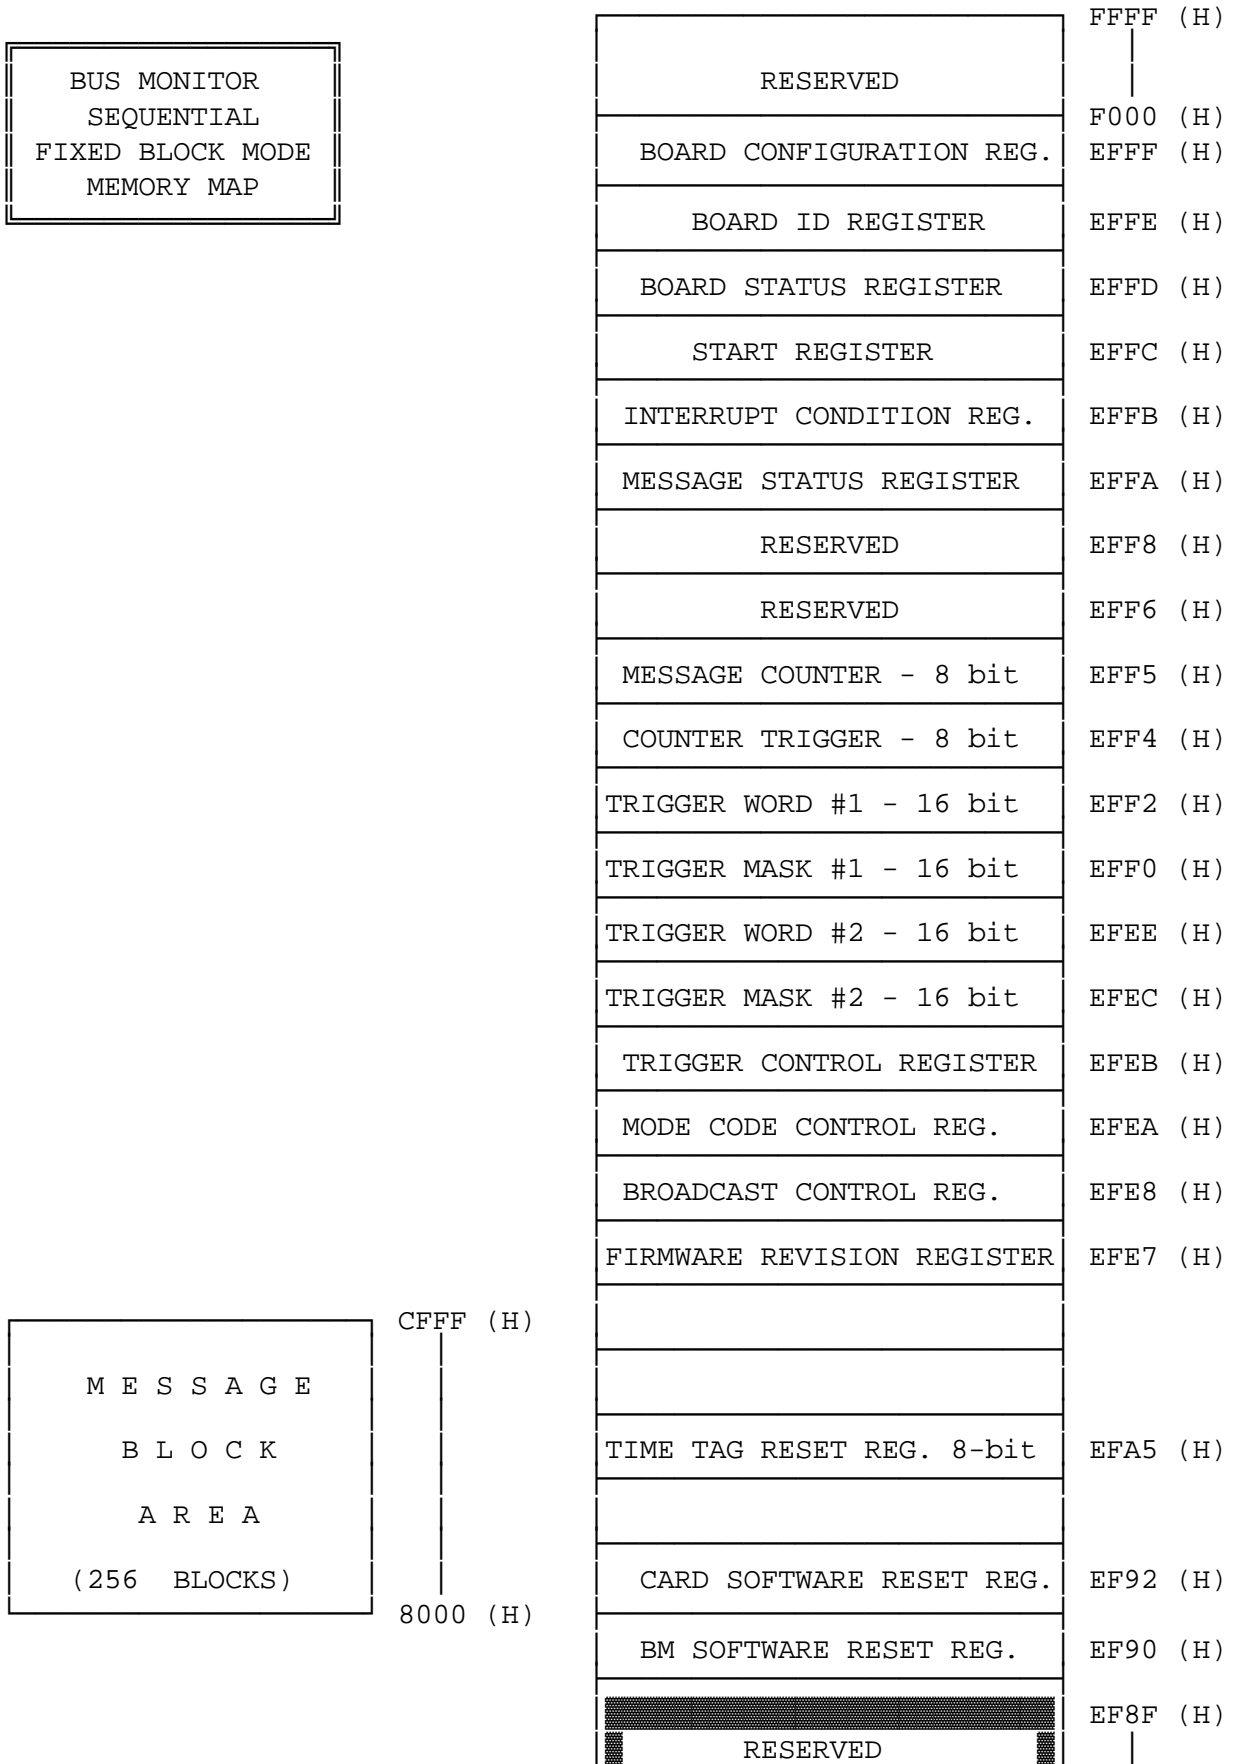 BUS MONITOR
SEQUENTIAL
FIXED BLOCK MODE
MEMORY MAP
FFFF (H)
RESERVED
F000 (H)
BOARD CONFIGURATION REG. EFFF (H)
BOARD ID REGISTER EFFE (H)
BOARD STATUS REGISTER EFFD (H)
START REGISTER EFFC (H)
INTERRUPT CONDITION REG. EFFB (H)
MESSAGE STATUS REGISTER EFFA (H)
RESERVED EFF8 (H)
RESERVED EFF6 (H)
MESSAGE COUNTER - 8 bit EFF5 (H)
COUNTER TRIGGER - 8 bit EFF4 (H)
TRIGGER WORD #1 - 16 bit EFF2 (H)
TRIGGER MASK #1 - 16 bit EFF0 (H)
TRIGGER WORD #2 - 16 bit EFEE (H)
TRIGGER MASK #2 - 16 bit EFEC (H)
TRIGGER CONTROL REGISTER EFEB (H)
MODE CODE CONTROL REG. EFEA (H)
BROADCAST CONTROL REG. EFE8 (H)
FIRMWARE REVISION REGISTER EFE7 (H)
TIME TAG RESET REG. 8-bit EFA5 (H)
CARD SOFTWARE RESET REG. EF92 (H)
BM SOFTWARE RESET REG. EF90 (H)
EF8F (H)
RESERVED
CFFF (H)
M E S S A G E
B L O C K
A R E A
(256 BLOCKS)
8000 (H)